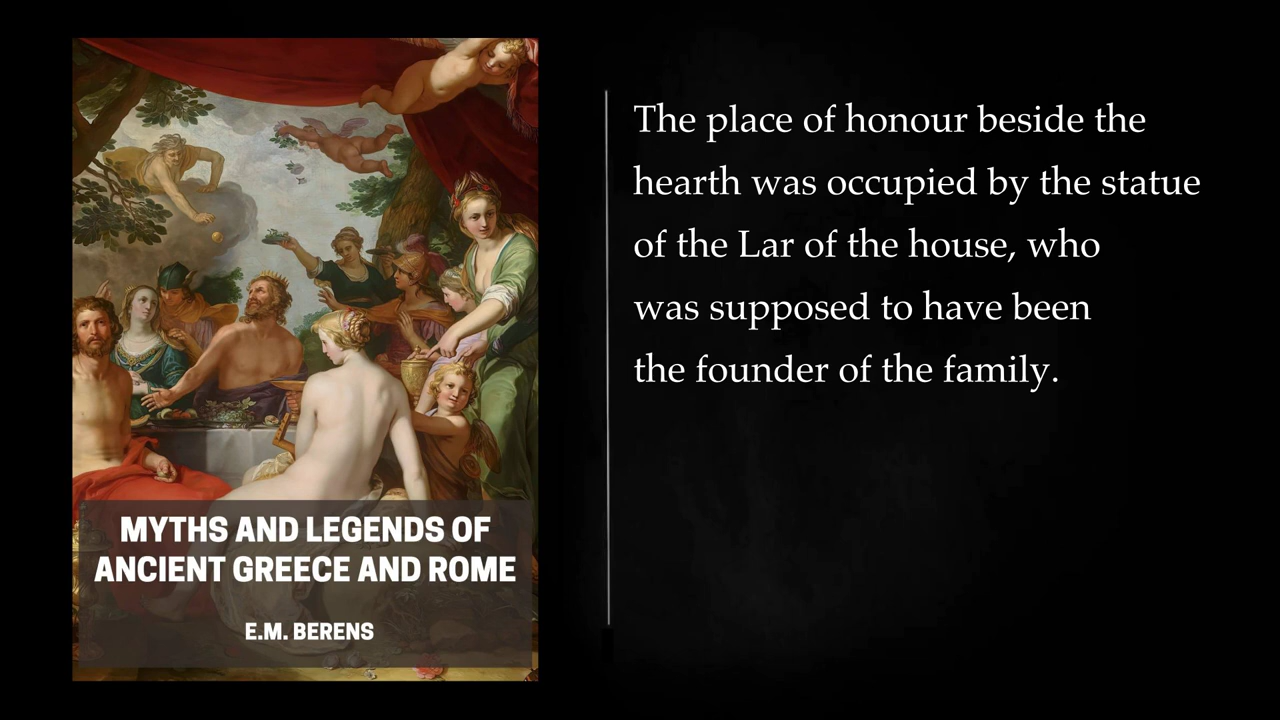 MYTHS AND LEGENDS OF
ANCIENT GREECE AND ROME
E.M. BERENS
The place of honour beside the
hearth was occupied by the statue
of the Lar of the house, who
was supposed to have been
the founder of the family.